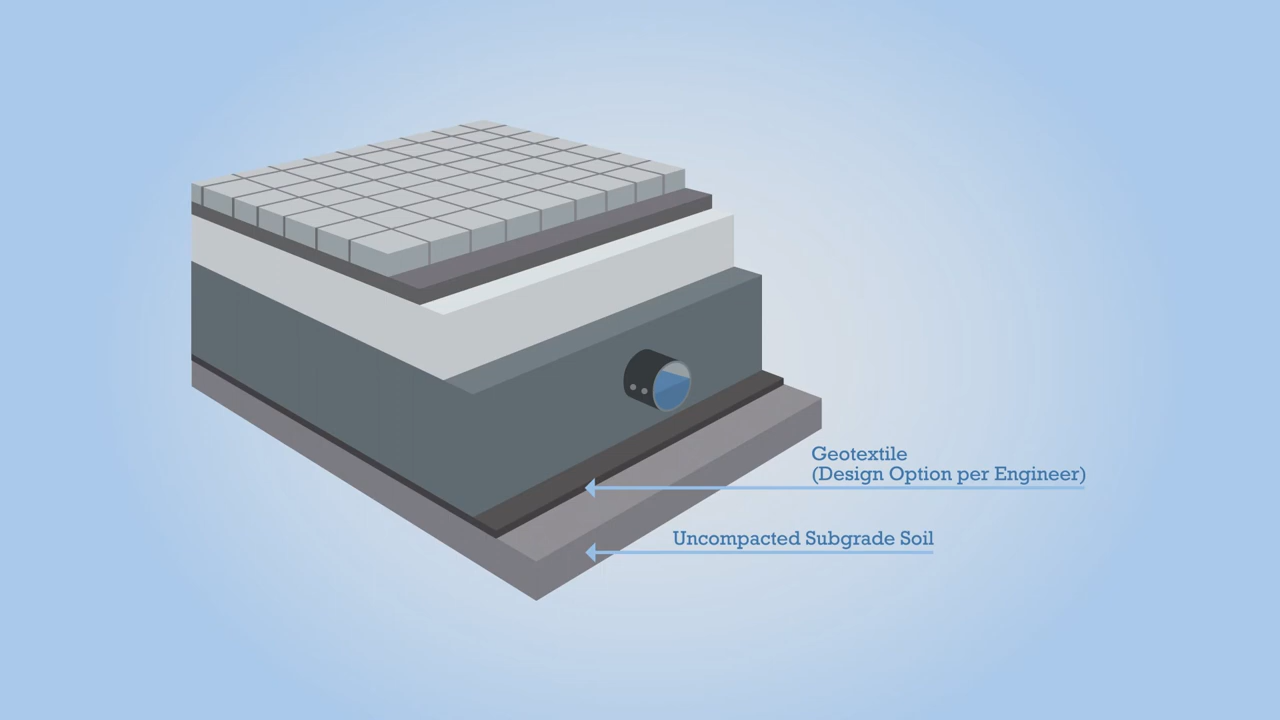 Geotextile
(Design Option per Engineer)
Uncompacted Subgrade Soil